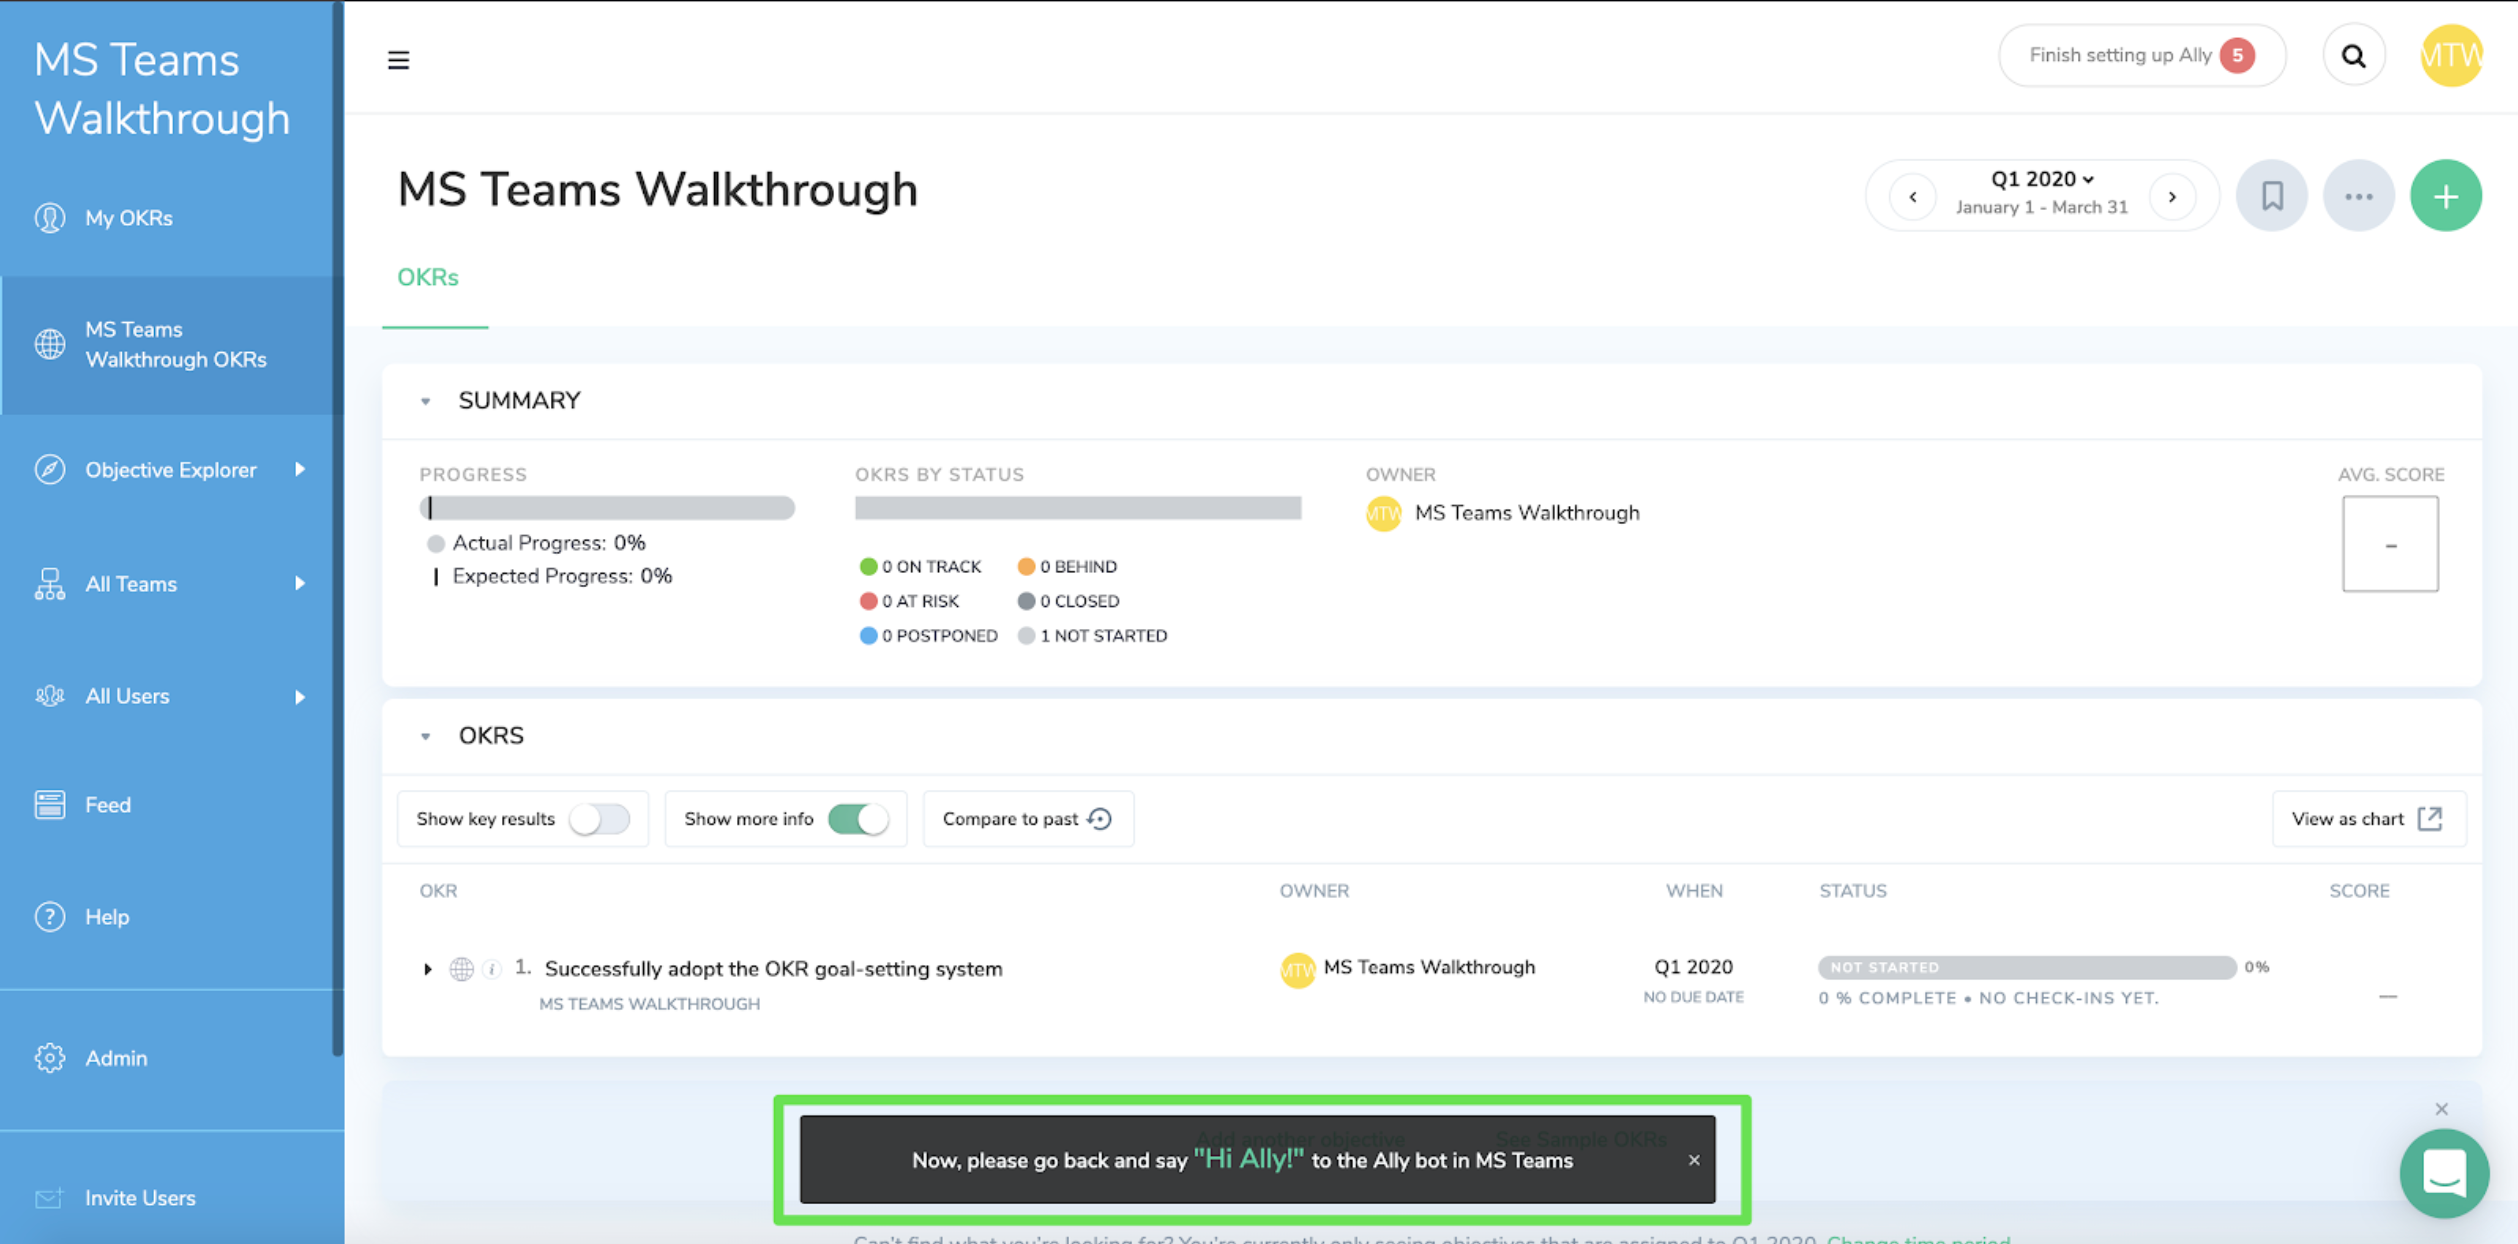 MS Teams
Walkthrough
My OKRs
MS Teams
Walkthrough OKRs
Objective Explorer
All Teams
All Users
Feed
Help
Admin
Invite Users
Finish setting up Ally 5
MTW
MS Teams Walkthrough
Q1 2020
January 1 - March 31
OKRs
SUMMARY
PROGRESS
Actual Progress: 0%
Expected Progress: 0%
OKRS BY STATUS
0 ON TRACK
0 BEHIND
0 AT RISK
0 CLOSED
0 POSTPONED
1 NOT STARTED
OWNER
MTW MS Teams Walkthrough
AVG. SCORE
-
OKRS
Show key results
Show more info
Compare to past
View as chart
OKR OWNER WHEN STATUS SCORE
1. Successfully adopt the OKR goal-setting system
MS TEAMS WALKTHROUGH
MTW MS Teams Walkthrough
Q1 2020
NO DUE DATE
NOT STARTED 0%
0 % COMPLETE • NO CHECK-INS YET.
—
Add another objective See Sample OKRs
Now, please go back and say "Hi Ally!" to the Ally bot in MS Teams
Can't find what you're looking for? You're currently only seeing objectives that are assigned to Q1 2020. Change time period